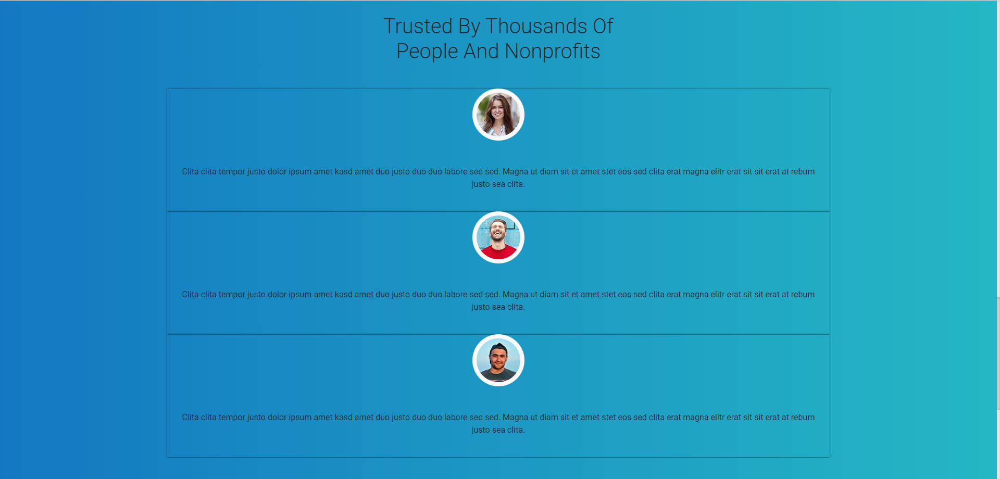 Trusted By Thousands Of
People And Nonprofits
Clita clita tempor justo dolor ipsum amet kasd amet duo justo duo duo labore sed sed. Magna ut diam sit et amet stet eos sed clita erat magna elitr erat sit sit erat at rebum
justo sea clita.
Clita clita tempor justo dolor ipsum amet kasd amet duo justo duo duo labore sed sed. Magna ut diam sit et amet stet eos sed clita erat magna elitr erat sit sit erat at rebum
justo sea clita.
Clita clita tempor justo dolor ipsum amet kasd amet duo justo duo duo labore sed sed. Magna ut diam sit et amet stet eos sed clita erat magna elitr erat sit sit erat at rebum
justo sea clita.